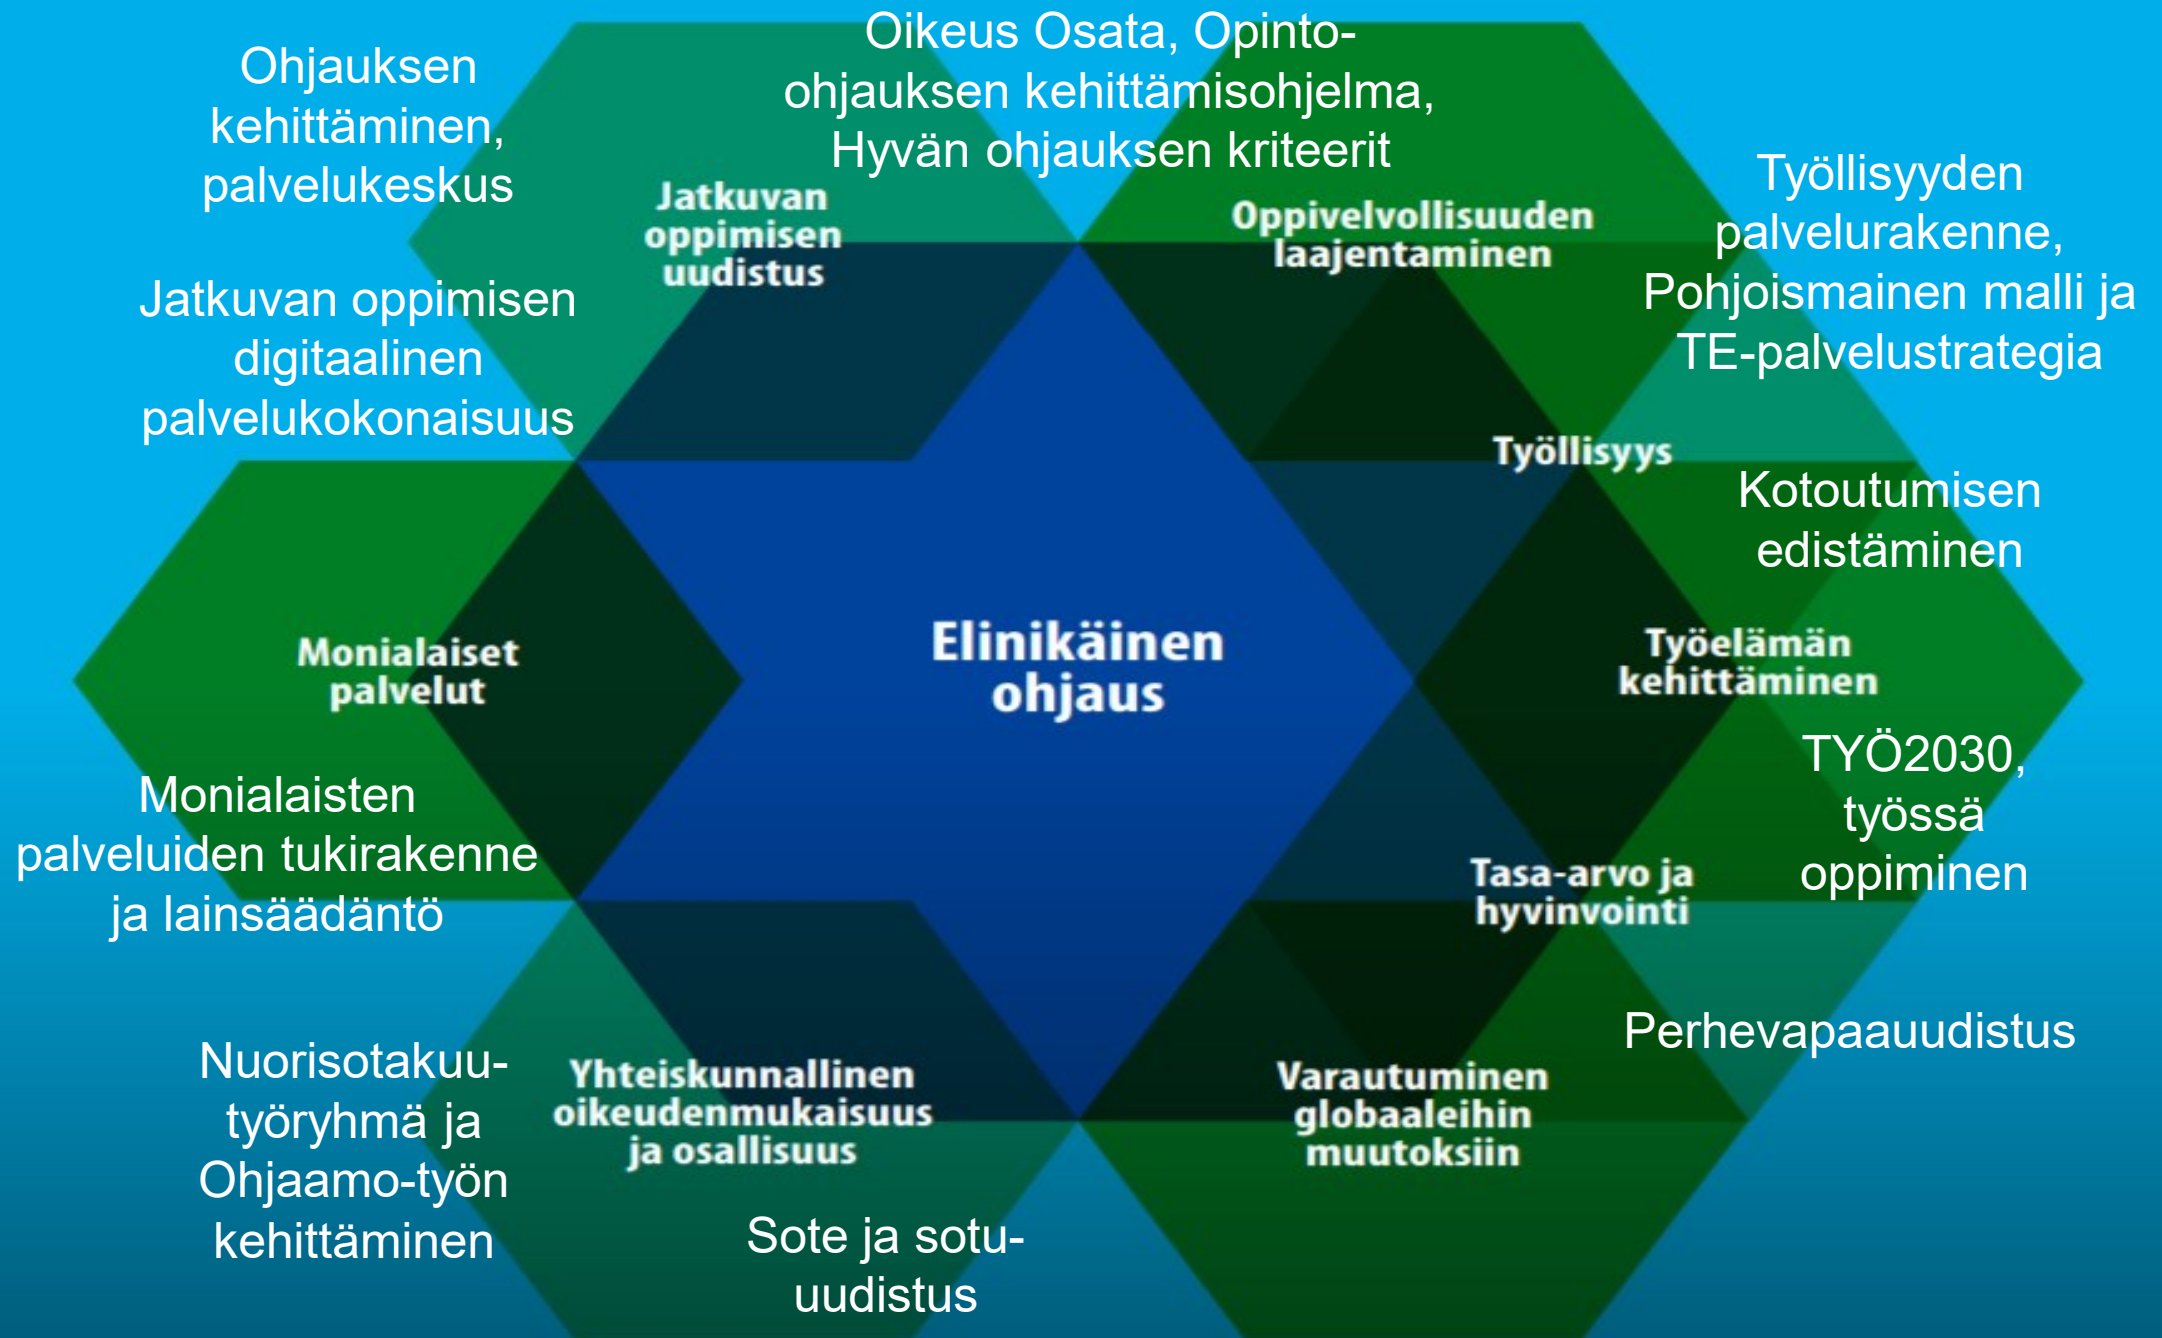 Ohjauksen
kehittäminen,
palvelukeskus
Oikeus Osata, Opinto-
ohjauksen kehittämisohjelma,
Hyvän ohjauksen kriteerit
Jatkuvan
oppimisen
uudistus
Oppivelvollisuuden
laajentaminen
Työllisyyden
palvelurakenne,
Pohjoismainen malli ja
TE-palvelustrategia
Jatkuvan oppimisen
digitaalinen
palvelukokonaisuus
Työllisyys
Kotoutumisen
edistäminen
Monialaiset
palvelut
Elinikäinen
ohjaus
Työelämän
kehittäminen
TYÖ2030,
työssä
oppiminen
Monialaisten
palveluiden tukirakenne
ja lainsäädäntö
Tasa-arvo ja
hyvinvointi
Perhevapaauudistus
Nuorisotakuu-
työryhmä ja
Ohjaamo-työn
kehittäminen
Yhteiskunnallinen
oikeudenmukaisuus
ja osallisuus
Varautuminen
globaaleihin
muutoksiin
Sote ja sotu-
uudistus